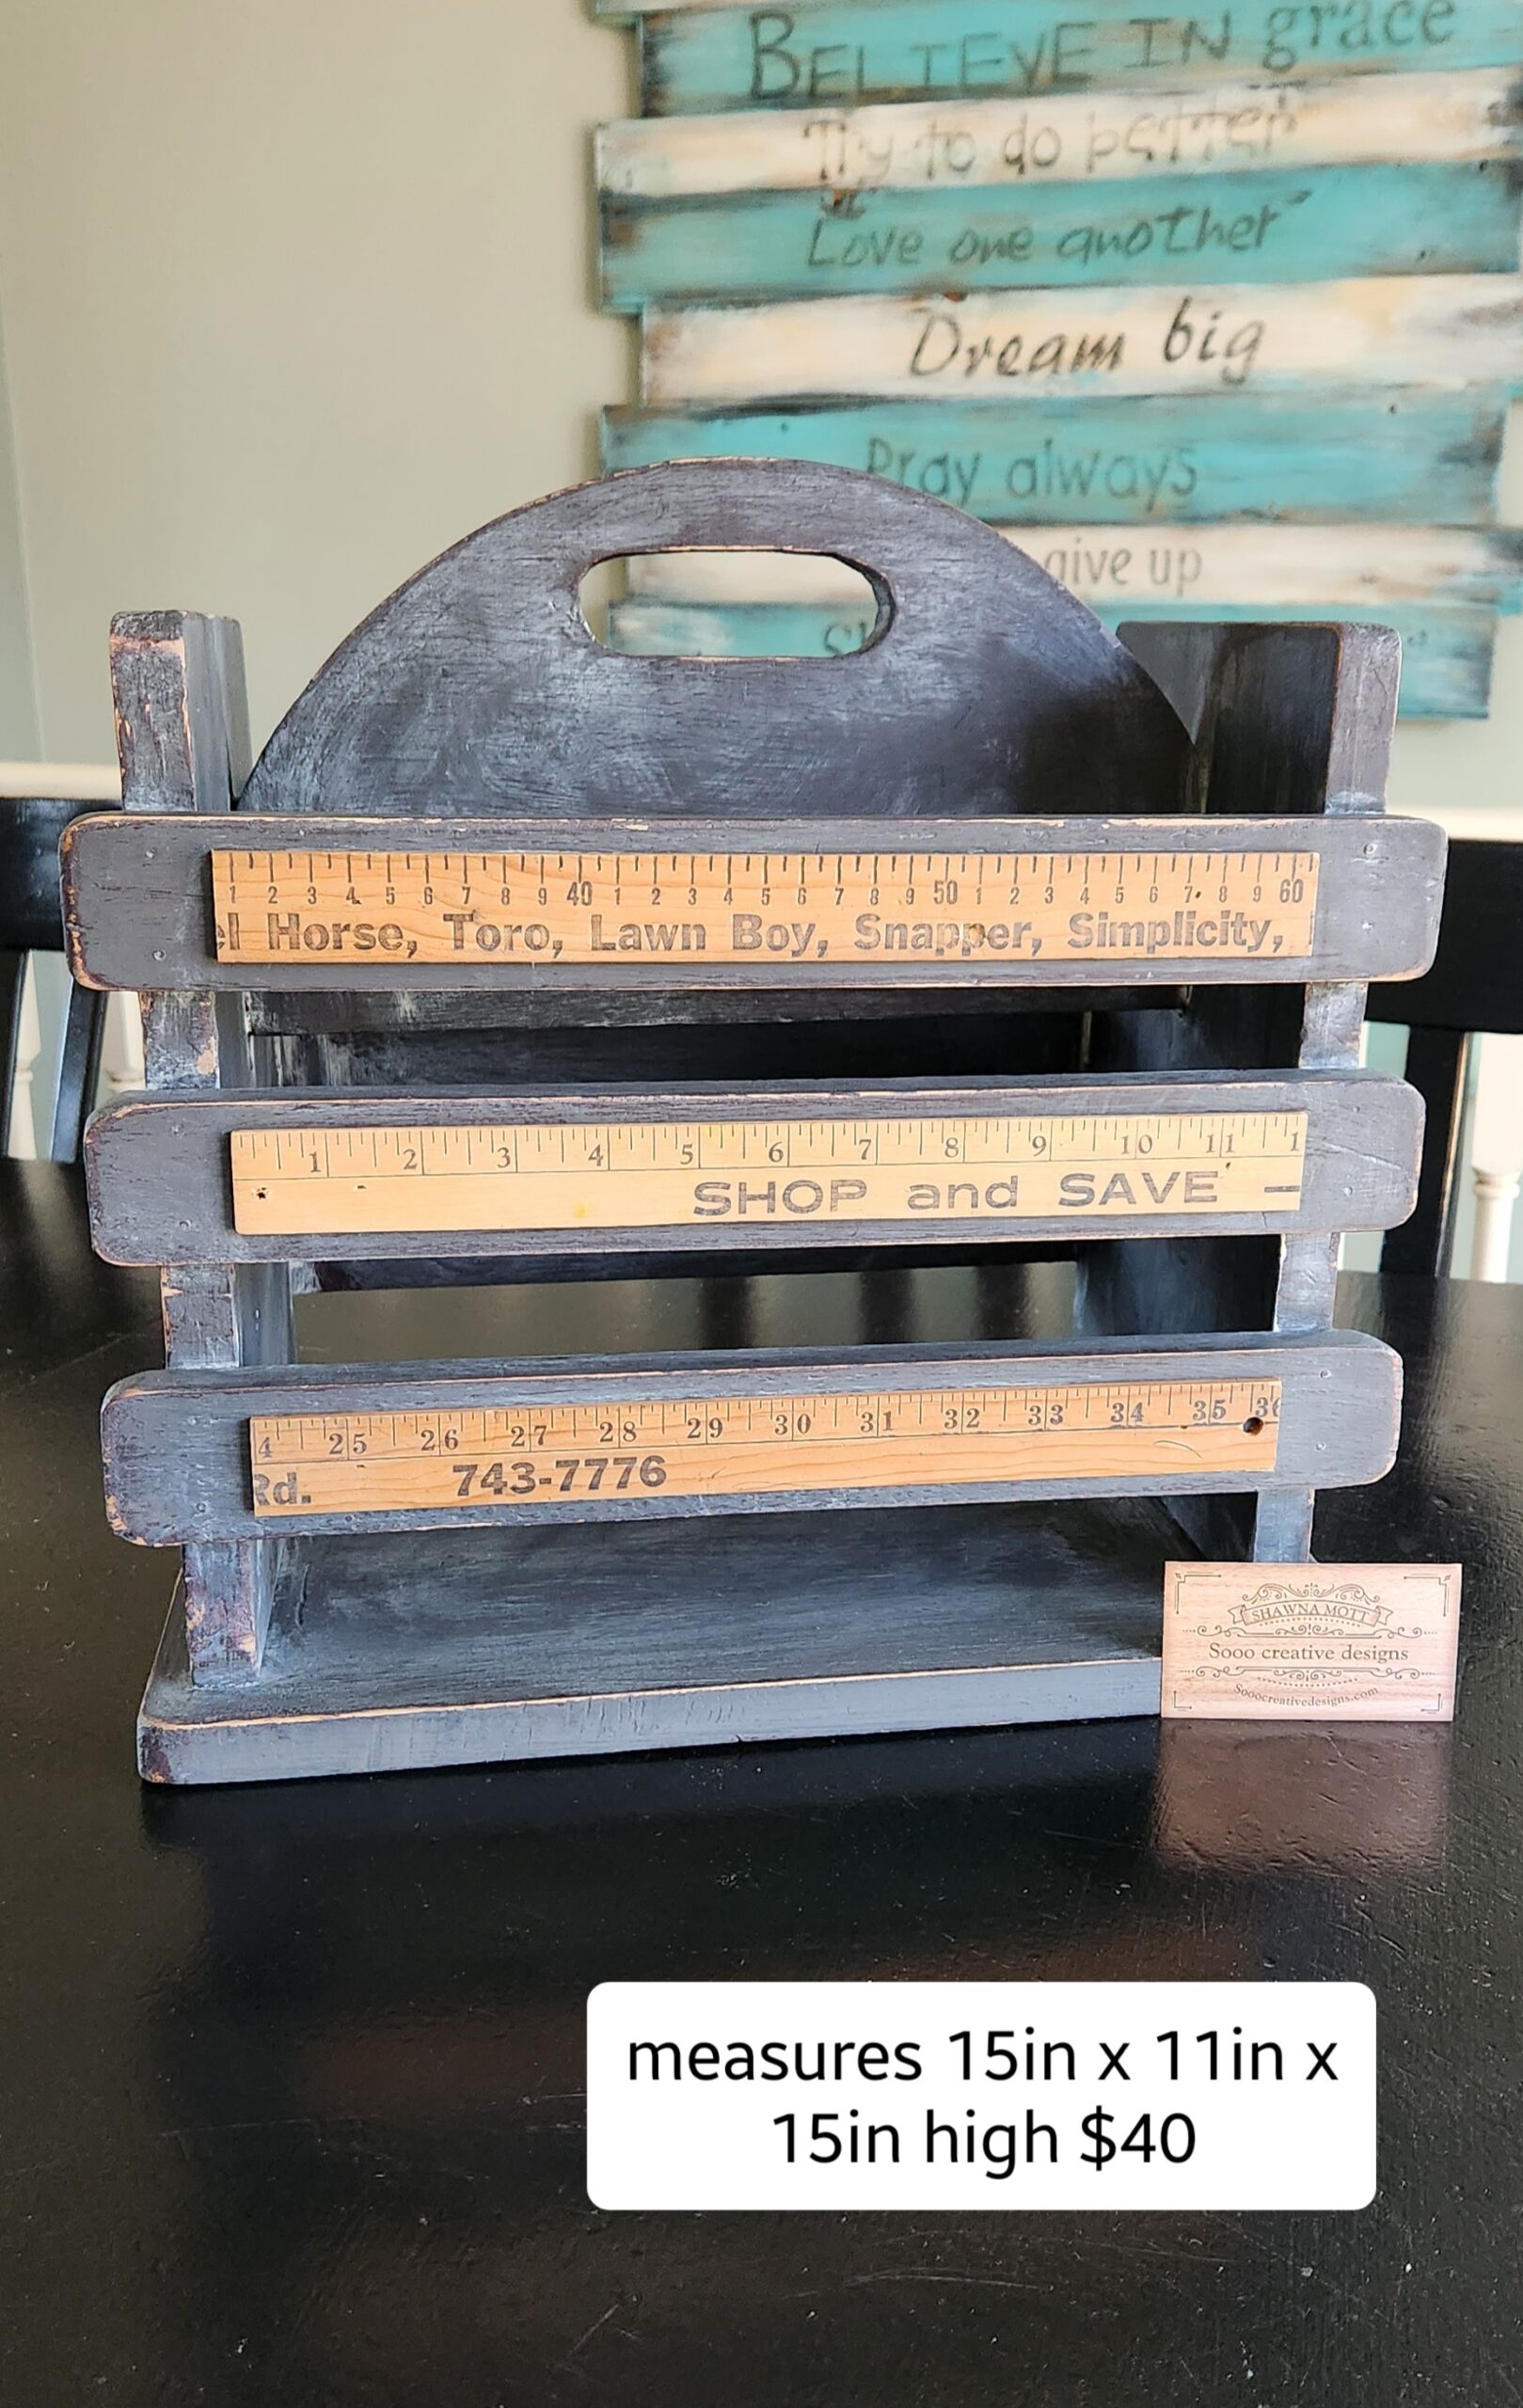 BELIEVE IN grace
Try to do better
Love one another
Dream big
Pray always
give up
1 2 3 4 5 6 7 8 9 40 1 2 3 4 5 6 7 8 9 50 1 2 3 4 5 6 7 8 9 60
el Horse, Toro, Lawn Boy, Snapper, Simplicity,
1 2 3 4 5 6 7 8 9 10 11 1
SHOP and SAVE —
4 25 26 27 28 29 30 31 32 33 34 35 36
Rd. 743-7776
SHAWNA MOTT
Sooo creative designs
Sooocreativedesigns.com
measures 15in x 11in x
15in high $40